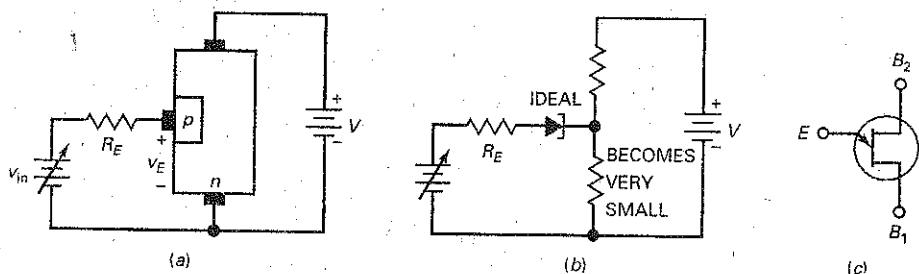 p
+
R_E
v_E
v_in
−
n
+
V
−
(a)
IDEAL
R_E
BECOMES
VERY
SMALL
+
V
−
(b)
B_2
E
B_1
(c)